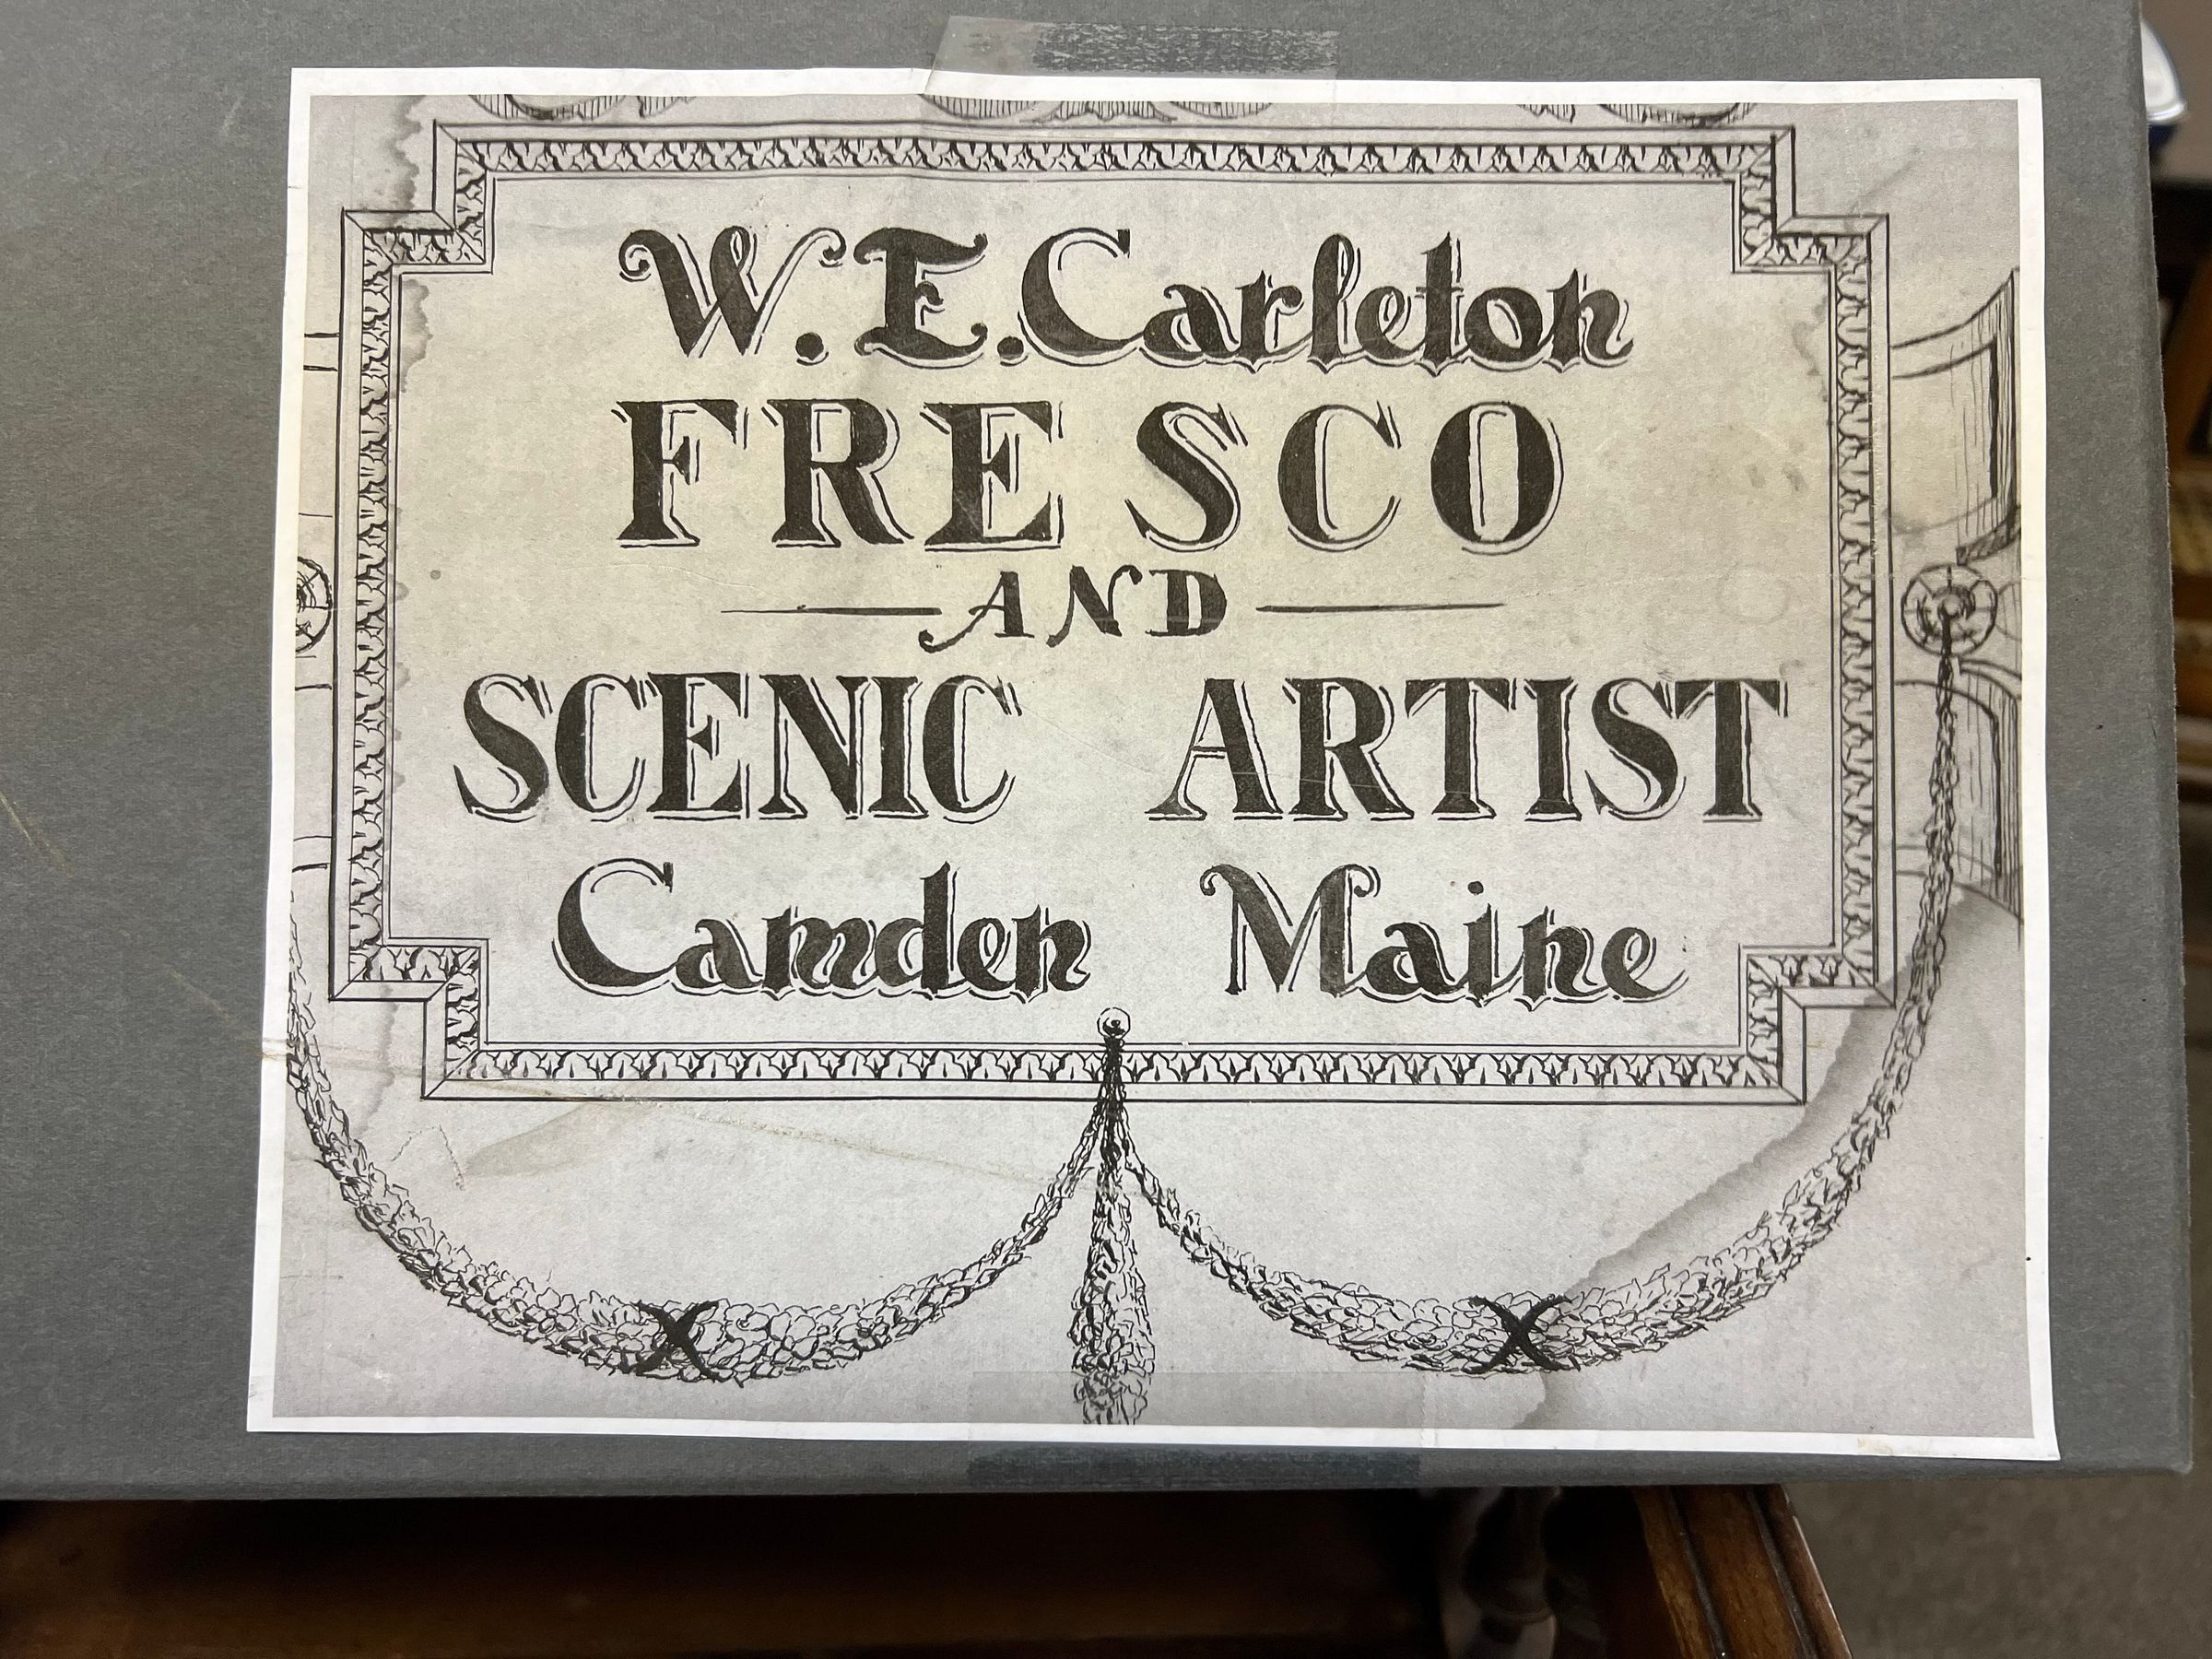 W. E. Carleton
FRESCO
AND
SCENIC ARTIST
Camden Maine